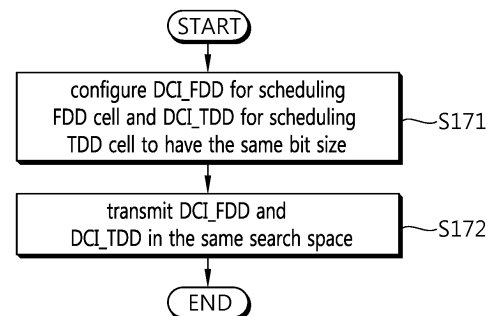 START
configure DCI_FDD for scheduling
FDD cell and DCI_TDD for scheduling
TDD cell to have the same bit size
S171
transmit DCI_FDD and
DCI_TDD in the same search space
S172
END